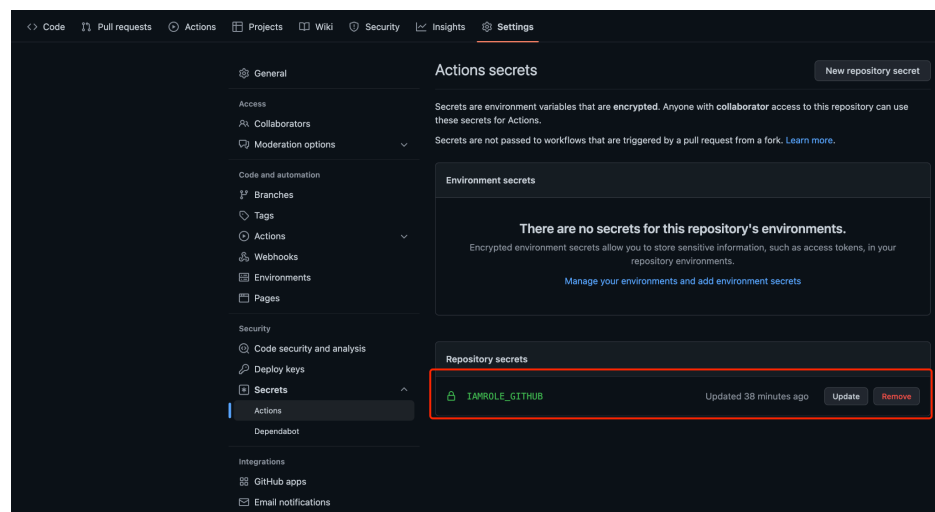 Code Pull requests Actions Projects Wiki Security Insights Settings
General
Access
Collaborators
Moderation options
Code and automation
Branches
Tags
Actions
Webhooks
Environments
Pages
Security
Code security and analysis
Deploy keys
Secrets
Actions
Dependabot
Integrations
GitHub apps
Email notifications
Actions secrets
New repository secret
Secrets are environment variables that are encrypted. Anyone with collaborator access to this repository can use
these secrets for Actions.
Secrets are not passed to workflows that are triggered by a pull request from a fork. Learn more.
Environment secrets
There are no secrets for this repository's environments.
Encrypted environment secrets allow you to store sensitive information, such as access tokens, in your
repository environments.
Manage your environments and add environment secrets
Repository secrets
IAMROLE_GITHUB Updated 38 minutes ago Update Remove